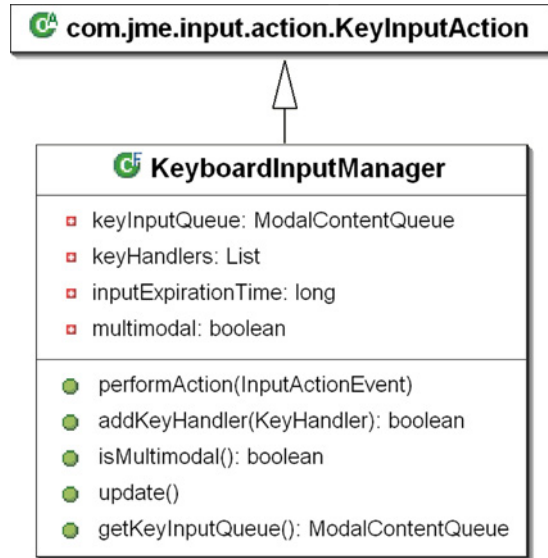 com.jme.input.action.KeyInputAction
KeyboardInputManager
keyInputQueue: ModalContentQueue
keyHandlers: List
inputExpirationTime: long
multimodal: boolean
performAction(InputActionEvent)
addKeyHandler(KeyHandler): boolean
isMultimodal(): boolean
update()
getKeyInputQueue(): ModalContentQueue